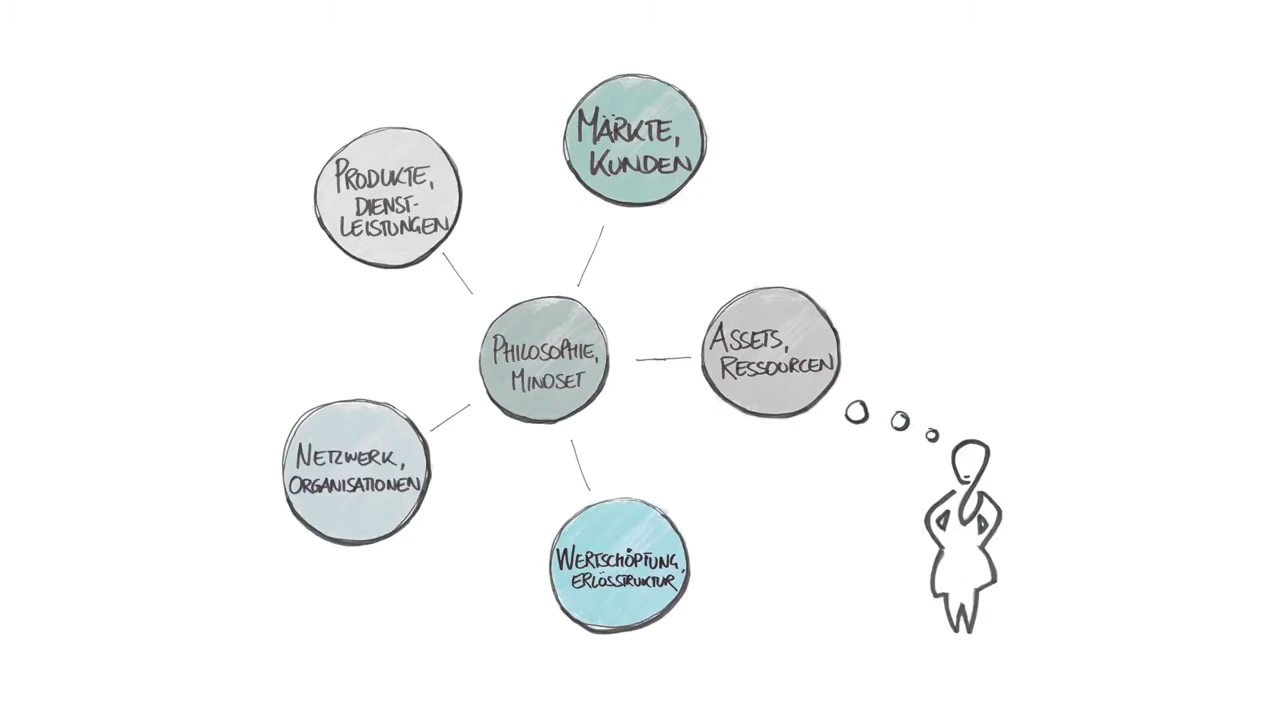 MÄRKTE,
KUNDEN
PRODUKTE,
DIENST-
LEISTUNGEN
PHILOSOPHIE,
MINDSET
ASSETS,
RESSOURCEN
NETZWERK,
ORGANISATIONEN
WERTSCHÖPFUNG,
ERLÖSSTRUKTUR